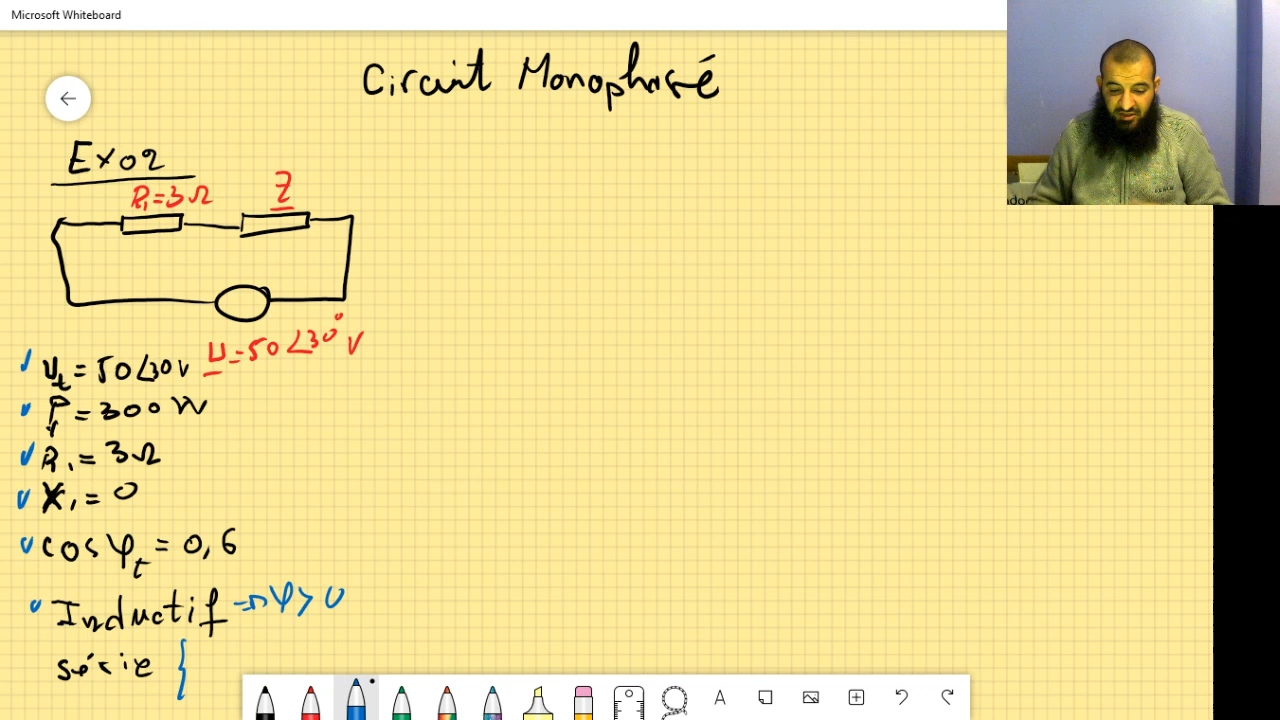 Microsoft Whiteboard
Circuit Monophasé
Exo2
R₁=3Ω
Z
U=50∠30° V
Ut = 50∠30 V
P = 300 W
R₁ = 3Ω
X₁ = 0
cos φt = 0,6
Inductif ⇒ φ > 0
série {
A